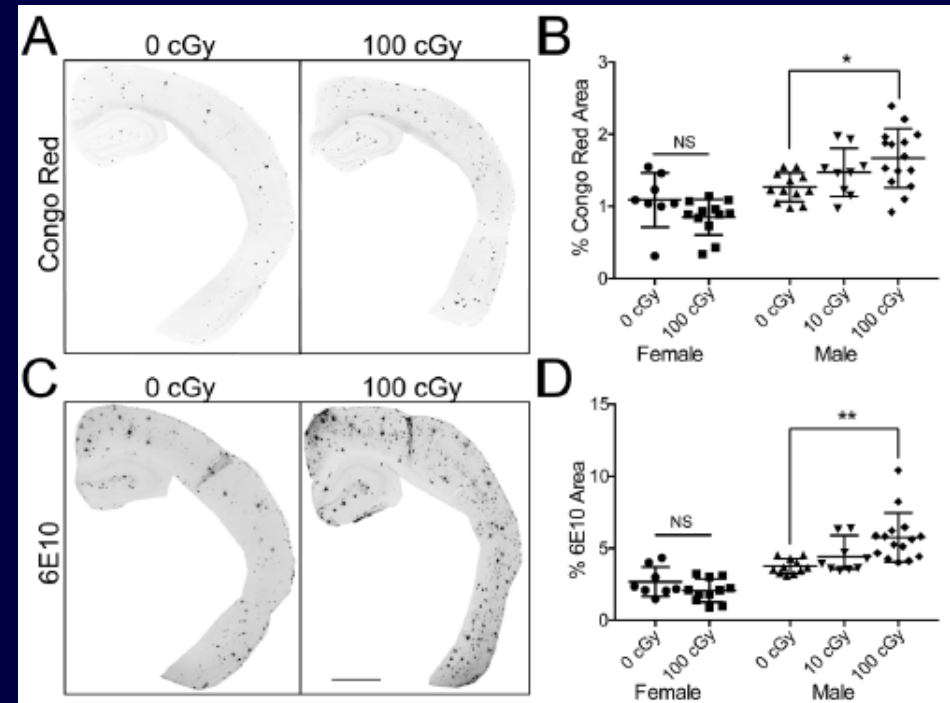 A
0 cGy
100 cGy
Congo Red
B
% Congo Red Area
3
2
1
0
NS
*
0 cGy
100 cGy
0 cGy
10 cGy
100 cGy
Female
Male
C
0 cGy
100 cGy
6E10
D
% 6E10 Area
15
10
5
0
NS
**
0 cGy
100 cGy
0 cGy
10 cGy
100 cGy
Female
Male